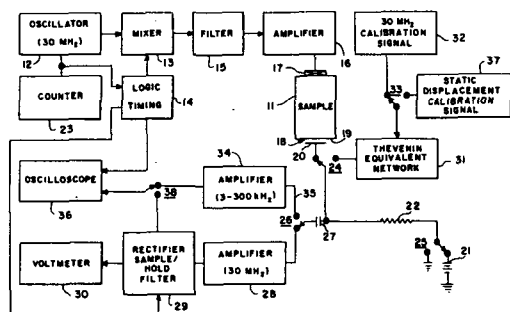 OSCILLATOR
(30 MHz)
12
MIXER
13
FILTER
15
AMPLIFIER
16
30 MHz
CALIBRATION
SIGNAL
32
COUNTER
23
LOGIC
TIMING
14
17
11
SAMPLE
18
19
20
33
37
STATIC
DISPLACEMENT
CALIBRATION
SIGNAL
THEVENIN
EQUIVALENT
NETWORK
31
24
34
AMPLIFIER
(3-300 kHz)
35
OSCILLOSCOPE
36
38
26
27
22
25
21
VOLTMETER
30
RECTIFIER
SAMPLE/
HOLD
FILTER
29
AMPLIFIER
(30 MHz)
28